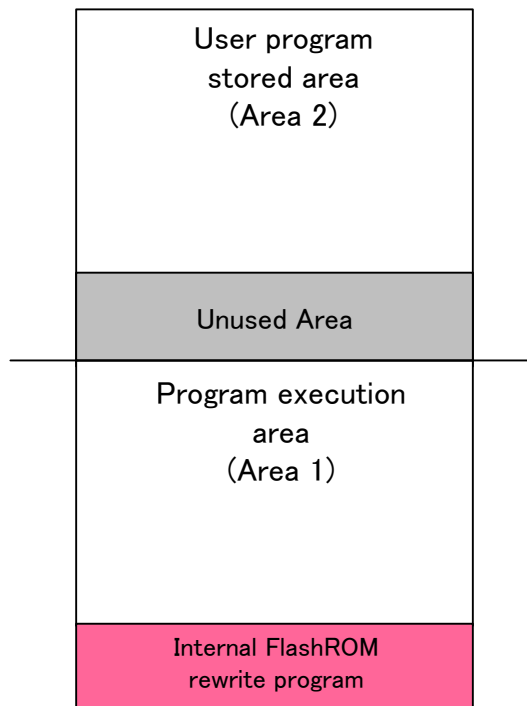 User program
stored area
(Area 2)
Unused Area
Program execution
area
(Area 1)
Internal FlashROM
rewrite program